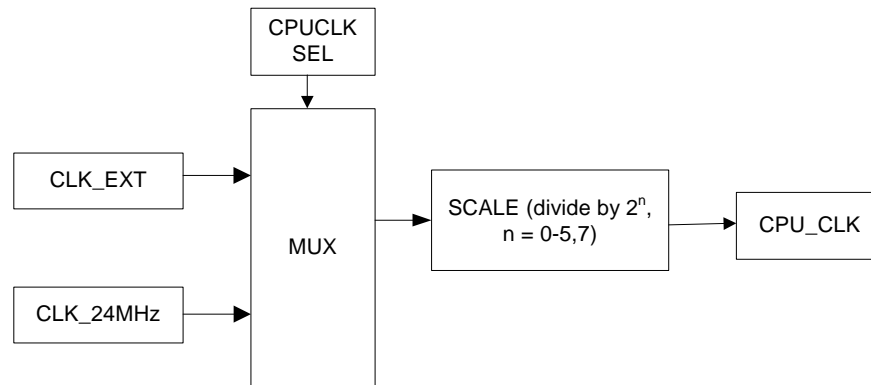 CPUCLK
SEL
CLK_EXT
MUX
SCALE (divide by 2ⁿ,
n = 0-5,7)
CPU_CLK
CLK_24MHz